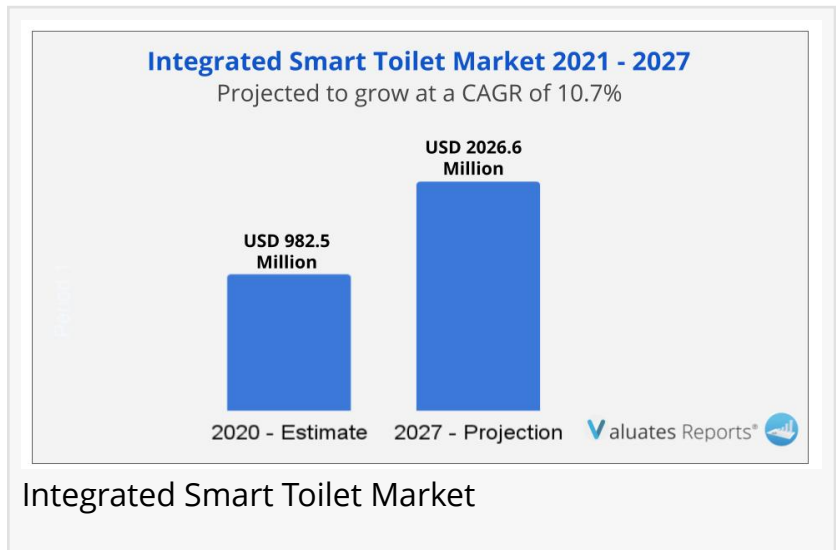 Integrated Smart Toilet Market 2021 - 2027
Projected to grow at a CAGR of 10.7%
USD 2026.6
Million
USD 982.5
Million
2020 - Estimate
2027 - Projection
Valuates Reports®
Integrated Smart Toilet Market